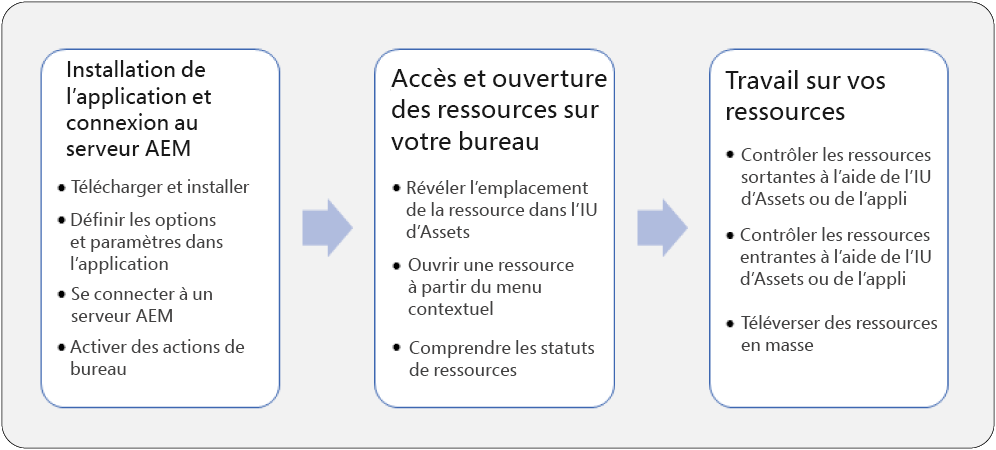 Installation de
l'application et
connexion au
serveur AEM
• Télécharger et installer
• Définir les options
et paramètres dans
l'application
• Se connecter à un
serveur AEM
• Activer des actions de
bureau
Accès et ouverture
des ressources sur
votre bureau
• Révéler l'emplacement
de la ressource dans l'IU
d'Assets
• Ouvrir une ressource
à partir du menu
contextuel
• Comprendre les statuts
de ressources
Travail sur vos
ressources
• Contrôler les ressources
sortantes à l'aide de l'IU
d'Assets ou de l'appli
• Contrôler les ressources
entrantes à l'aide de l'IU
d'Assets ou de l'appli
• Téléverser des ressources
en masse